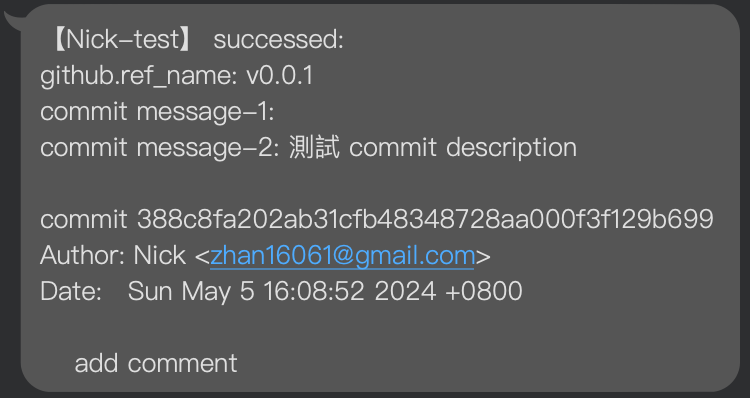 【Nick-test】 successed:
github.ref_name: v0.0.1
commit message-1:
commit message-2: 測試 commit description
commit 388c8fa202ab31cfb48348728aa000f3f129b699
Author: Nick <zhan16061@gmail.com>
Date:   Sun May 5 16:08:52 2024 +0800
add comment